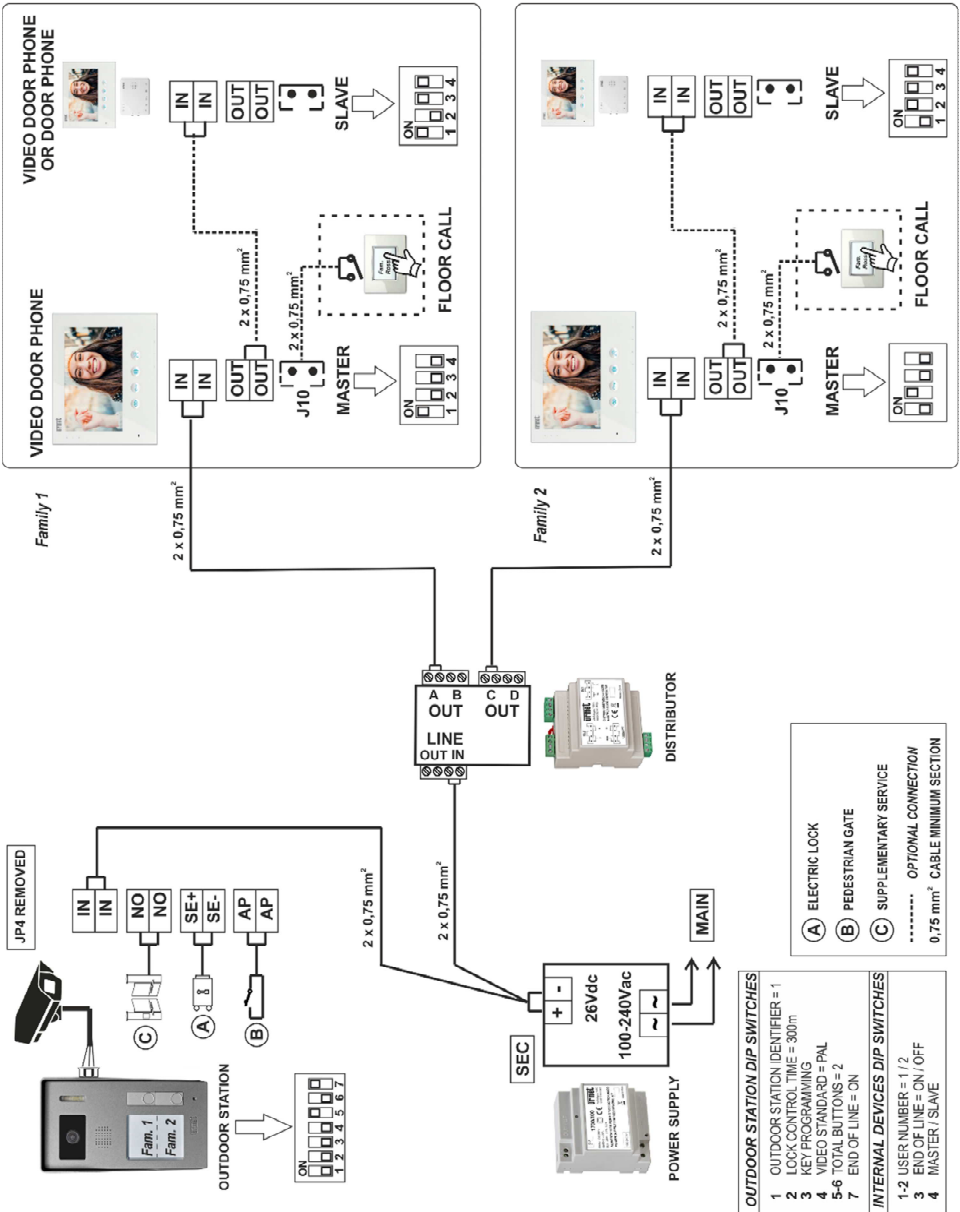 VIDEO DOOR PHONE
VIDEO DOOR PHONE
OR DOOR PHONE
Family 1
IN
IN
OUT
OUT
J10
MASTER
ON
1 2 3 4
2 x 0,75 mm²
2 x 0,75 mm²
2 x 0,75 mm²
Fam.
Rossi
FLOOR CALL
IN
IN
OUT
OUT
SLAVE
ON
1 2 3 4
Family 2
IN
IN
OUT
OUT
J10
MASTER
ON
2 x 0,75 mm²
2 x 0,75 mm²
2 x 0,75 mm²
Fam.
Rossi
FLOOR CALL
IN
IN
OUT
OUT
SLAVE
ON
1 2 3 4
JP4 REMOVED
Fam. 1
Fam. 2
OUTDOOR STATION
ON
1 2 3 4 5 6 7
IN
IN
NO
NO
SE+
SE-
AP
AP
C
A
B
2 x 0,75 mm²
2 x 0,75 mm²
A B
OUT
C D
OUT
LINE
OUT IN
DISTRIBUTOR
SEC
+ -
26Vdc
100-240Vac
~ ~
MAIN
POWER SUPPLY
A ELECTRIC LOCK
B PEDESTRIAN GATE
C SUPPLEMENTARY SERVICE
------- OPTIONAL CONNECTION
0,75 mm² CABLE MINIMUM SECTION
OUTDOOR STATION DIP SWITCHES
1 OUTDOOR STATION IDENTIFIER = 1
2 LOCK CONTROL TIME = 300m
3 KEY PROGRAMMING
4 VIDEO STANDARD = PAL
5-6 TOTAL BUTTONS = 2
7 END OF LINE = ON
INTERNAL DEVICES DIP SWITCHES
1-2 USER NUMBER = 1 / 2
3 END OF LINE = ON / OFF
4 MASTER / SLAVE